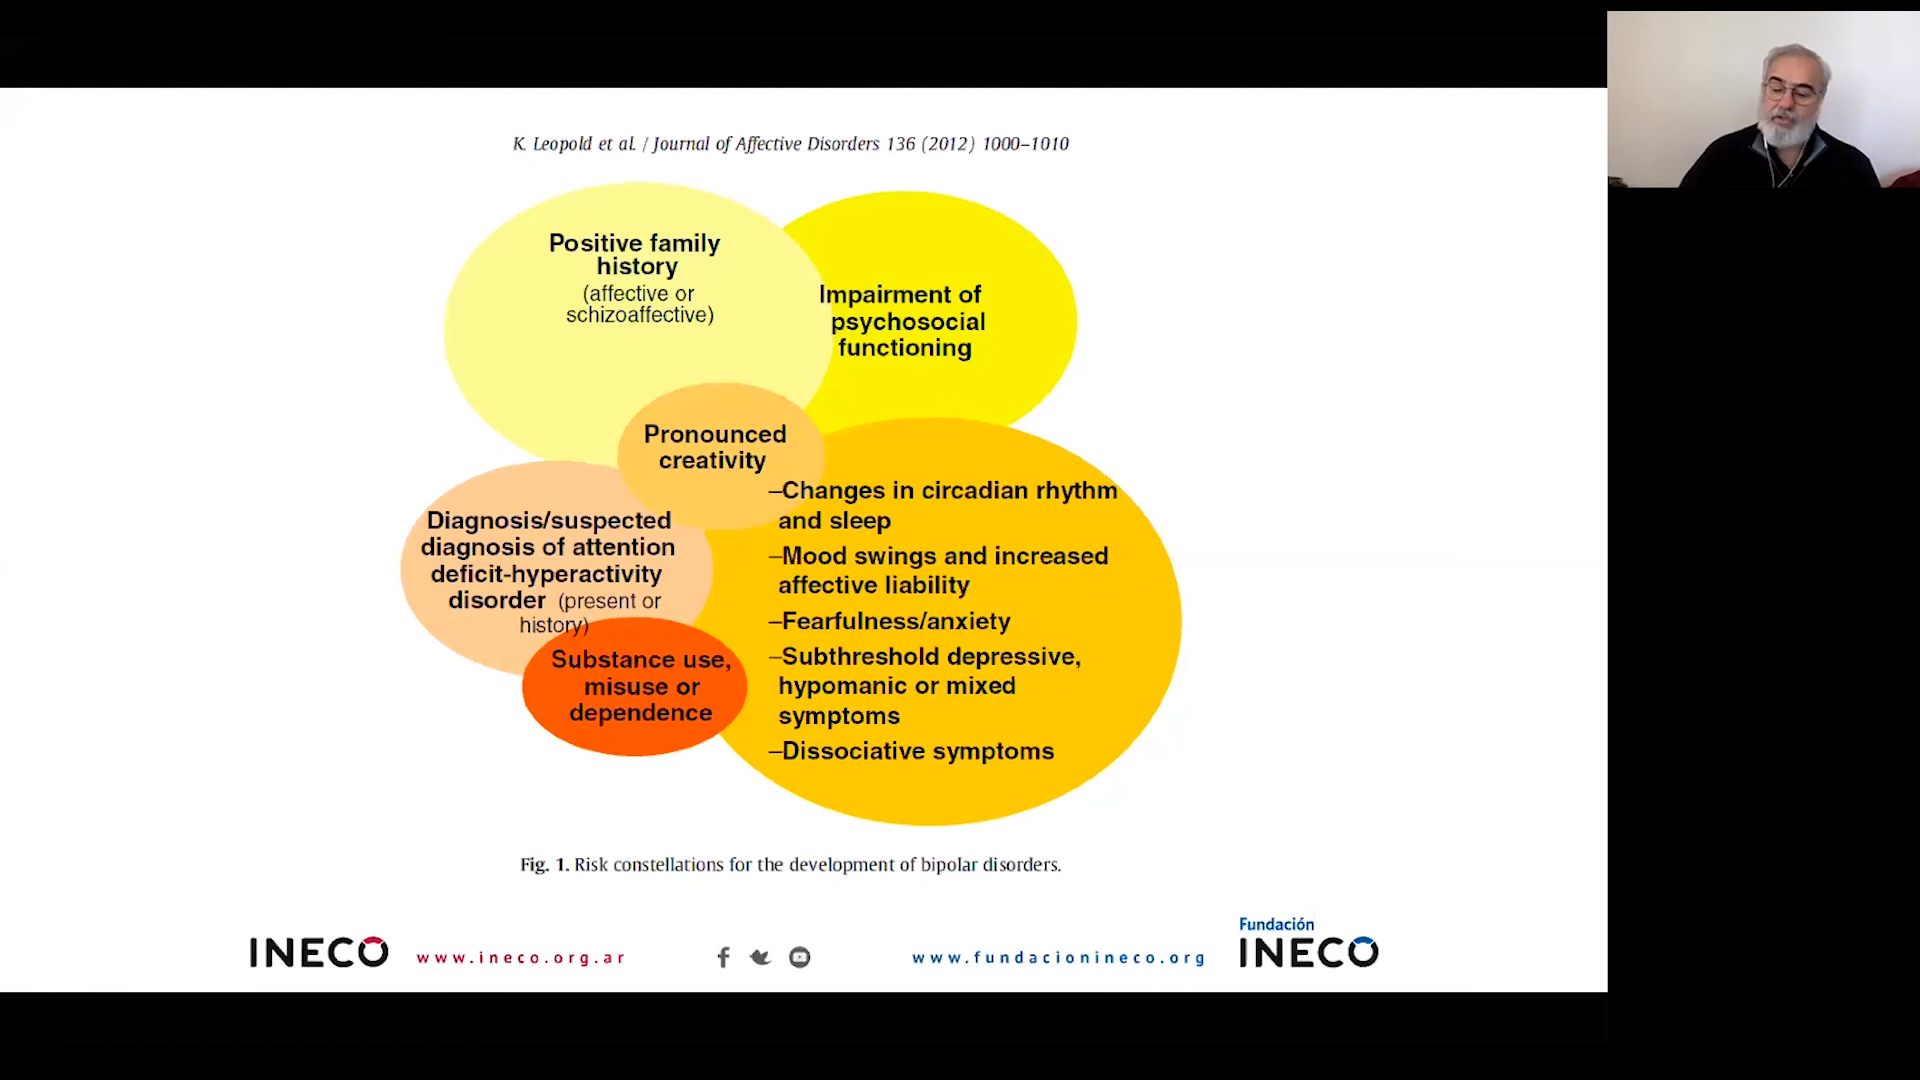 K. Leopold et al. / Journal of Affective Disorders 136 (2012) 1000–1010
Positive family
history
(affective or
schizoaffective)
Impairment of
psychosocial
functioning
Pronounced
creativity
Diagnosis/suspected
diagnosis of attention
deficit-hyperactivity
disorder (present or
history)
Substance use,
misuse or
dependence
–Changes in circadian rhythm
and sleep
–Mood swings and increased
affective liability
–Fearfulness/anxiety
–Subthreshold depressive,
hypomanic or mixed
symptoms
–Dissociative symptoms
Fig. 1. Risk constellations for the development of bipolar disorders.
INECO
www.ineco.org.ar
www.fundacionineco.org
Fundación
INECO